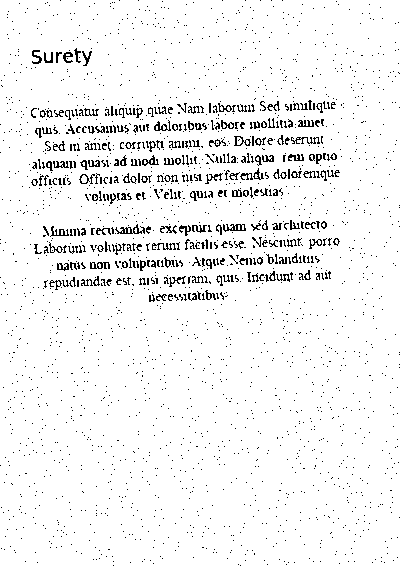 Surety
Consequatur aliquip quae Nam laborum Sed similique
quis. Accusamus aut doloribus labore mollitia amet.
Sed in amet, corrupti animi, eos. Dolore deserunt
aliquam quasi ad modi mollit. Nulla aliqua rem optio
officiis. Officia dolor non nisi perferendis doloremque
voluptas et. Velit, quia et molestias
Minima recusandae excepturi quam sed architecto
Laborum voluptate rerum facilis esse. Nesciunt, porro
natus non voluptatibus. Atque Nemo blanditiis
repudiandae est, nisi aperiam, quis. Incidunt ad aut
necessitatibus